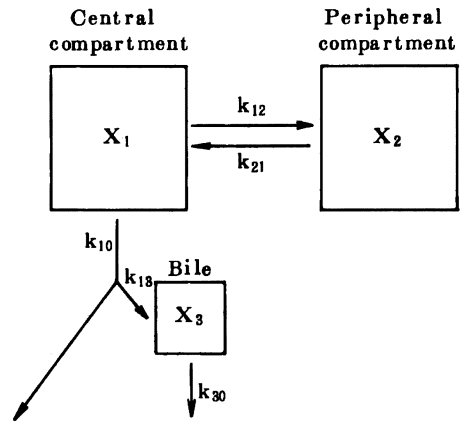 Central
compartment
Peripheral
compartment
X₁
k₁₂
k₂₁
X₂
k₁₀
k₁₃
Bile
X₃
k₃₀